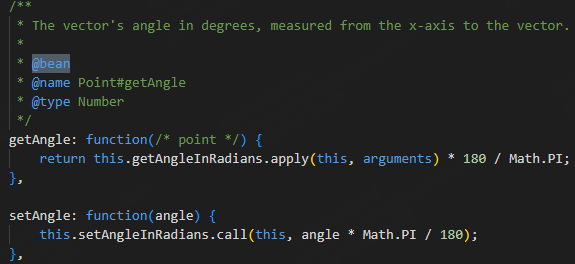 /**
 * The vector's angle in degrees, measured from the x-axis to the vector.
 *
 * @bean
 * @name Point#getAngle
 * @type Number
 */
getAngle: function(/* point */) {
    return this.getAngleInRadians.apply(this, arguments) * 180 / Math.PI;
},

setAngle: function(angle) {
    this.setAngleInRadians.call(this, angle * Math.PI / 180);
},